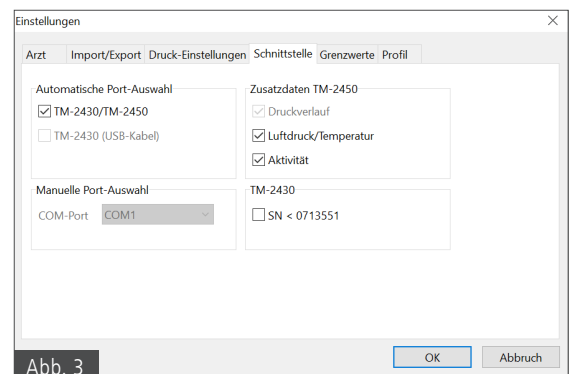 Einstellungen
Arzt Import/Export Druck-Einstellungen Schnittstelle Grenzwerte Profil
Automatische Port-Auswahl
TM-2430/TM-2450
TM-2430 (USB-Kabel)
Zusatzdaten TM-2450
Druckverlauf
Luftdruck/Temperatur
Aktivität
Manuelle Port-Auswahl
COM-Port COM1
TM-2430
SN < 0713551
OK Abbruch
Abb. 3